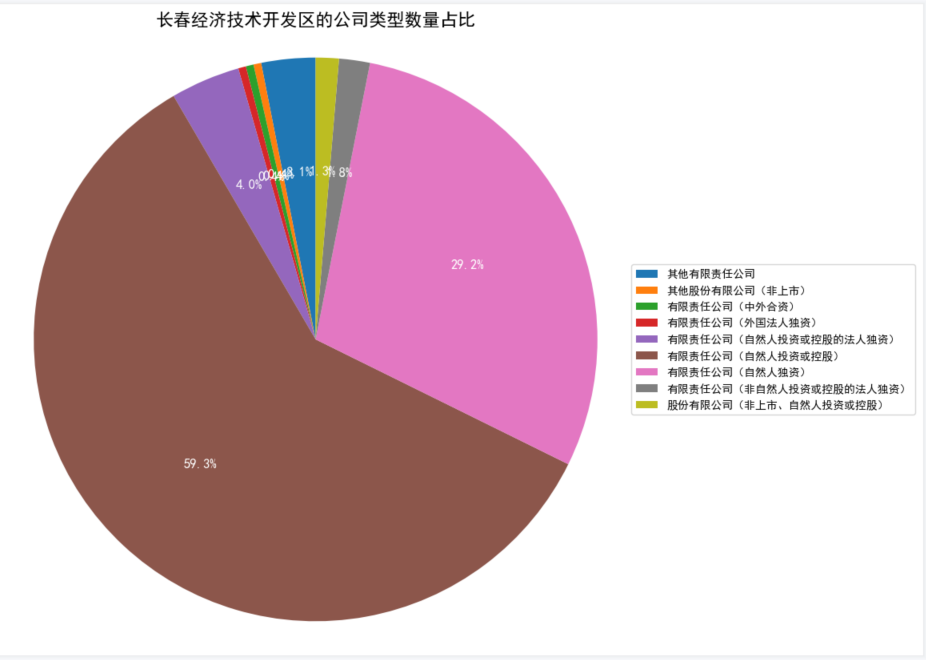 长春经济技术开发区的公司类型数量占比
4.0%
29.2%
59.3%
其他有限责任公司
其他股份有限公司（非上市）
有限责任公司（中外合资）
有限责任公司（外国法人独资）
有限责任公司（自然人投资或控股的法人独资）
有限责任公司（自然人投资或控股）
有限责任公司（自然人独资）
有限责任公司（非自然人投资或控股的法人独资）
股份有限公司（非上市、自然人投资或控股）